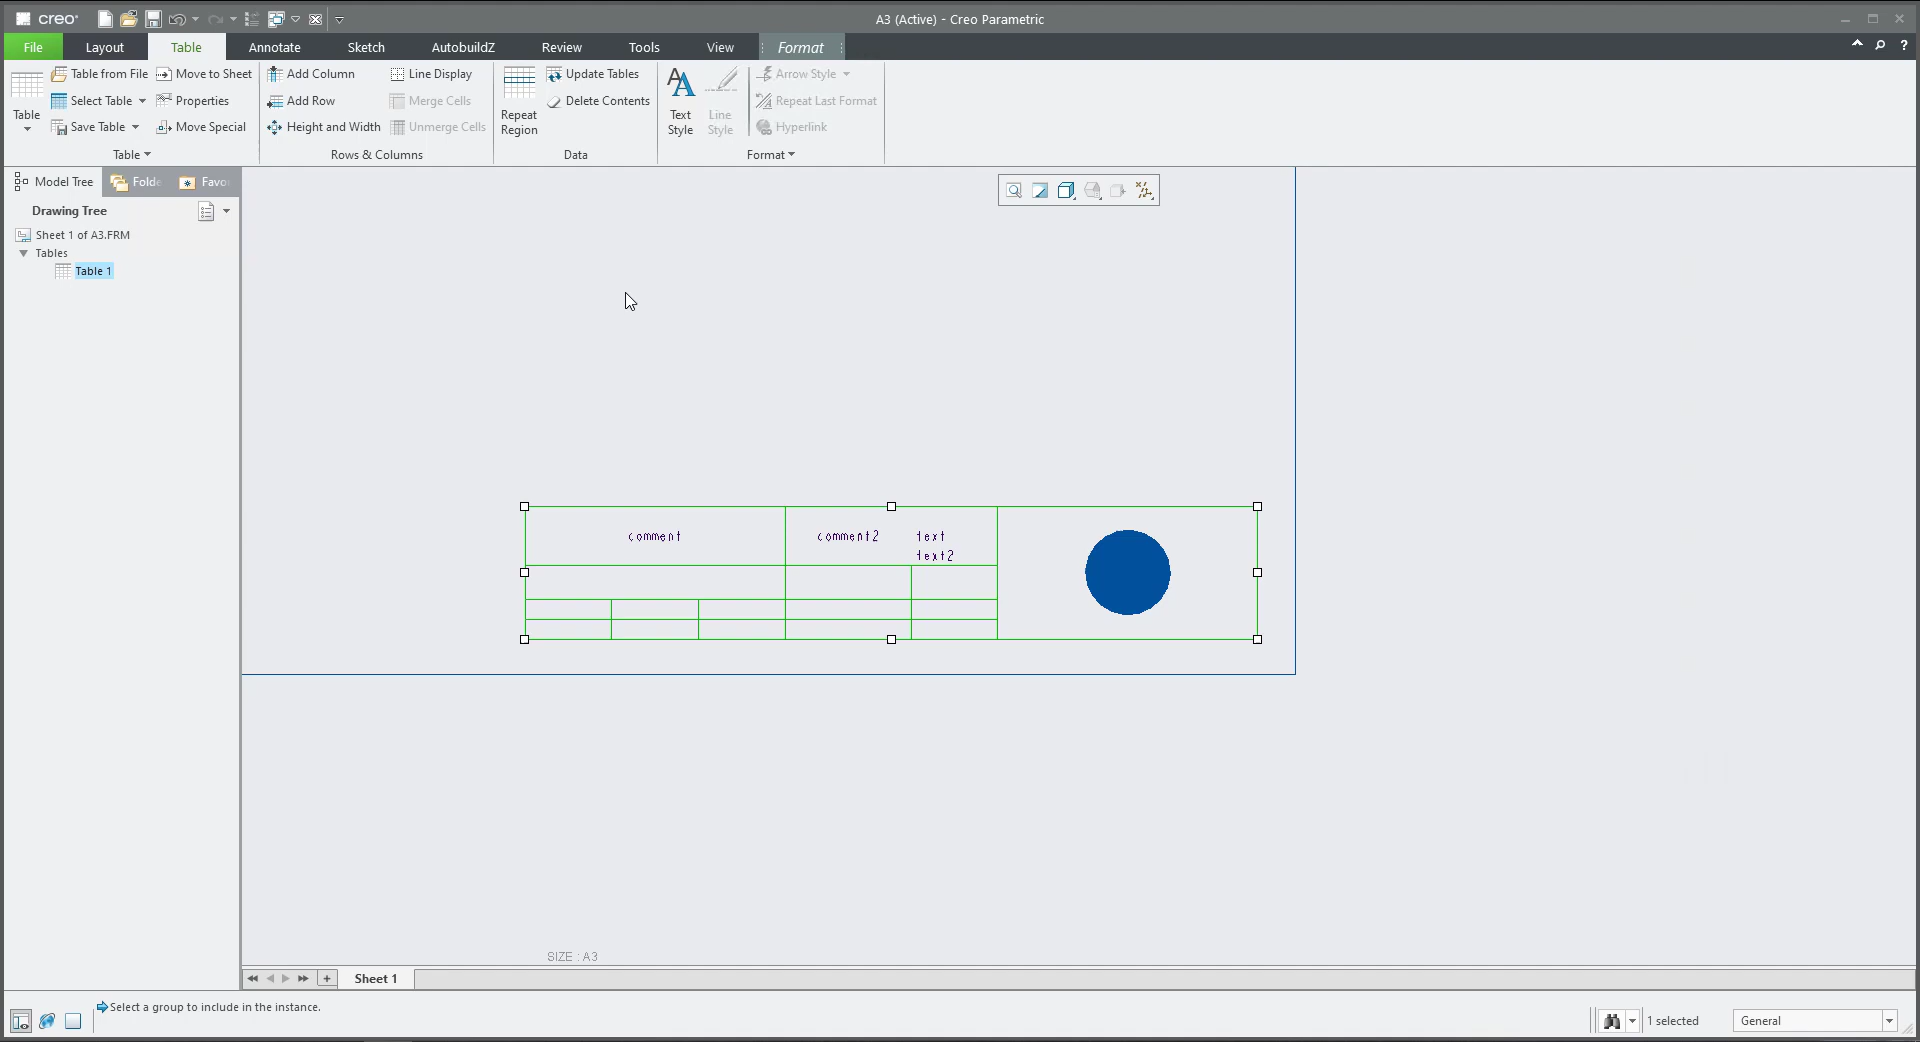 creo®
A3 (Active) - Creo Parametric
File
Layout
Table
Annotate
Sketch
AutobuildZ
Review
Tools
View
Format
Table
Table from File
Select Table
Save Table
Move to Sheet
Properties
Move Special
Table
Add Column
Add Row
Height and Width
Line Display
Merge Cells
Unmerge Cells
Rows & Columns
Repeat
Region
Update Tables
Delete Contents
Data
Text
Style
Line
Style
Arrow Style
Repeat Last Format
Hyperlink
Format
Model Tree
Folde
Favo
Drawing Tree
Sheet 1 of A3.FRM
Tables
Table 1
comment
comment2
text
text2
SIZE : A3
Sheet 1
Select a group to include in the instance.
1 selected
General